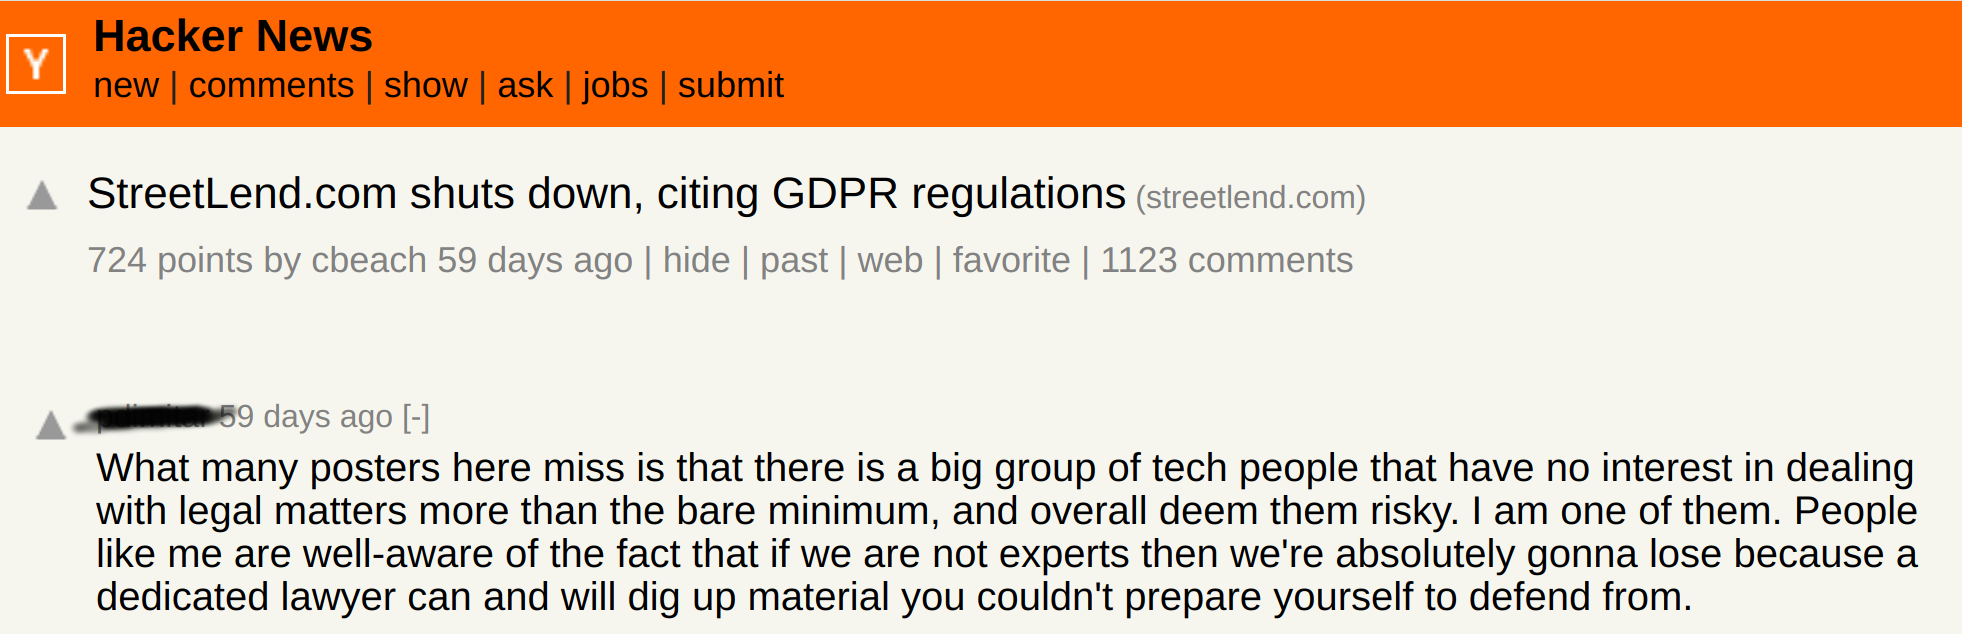 Y
Hacker News
new | comments | show | ask | jobs | submit
StreetLend.com shuts down, citing GDPR regulations (streetlend.com)
724 points by cbeach 59 days ago | hide | past | web | favorite | 1123 comments
59 days ago [-]
What many posters here miss is that there is a big group of tech people that have no interest in dealing
with legal matters more than the bare minimum, and overall deem them risky. I am one of them. People
like me are well-aware of the fact that if we are not experts then we're absolutely gonna lose because a
dedicated lawyer can and will dig up material you couldn't prepare yourself to defend from.